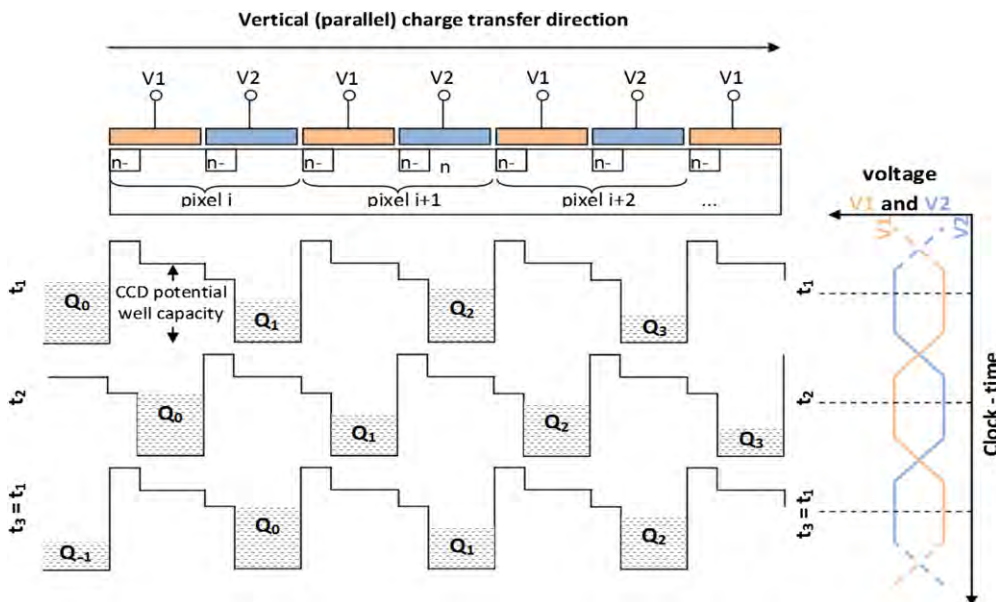 Vertical (parallel) charge transfer direction
V1 V2 V1 V2 V1 V2 V1
n- n- n- n- n n- n- n-
pixel i pixel i+1 pixel i+2 ...
voltage
V1 and V2
V1 V2
t₁ Q₀ CCD potential well capacity Q₁ Q₂ Q₃ t₁
t₂ Q₀ Q₁ Q₂ Q₃ t₂
t₃ = t₁ Q₋₁ Q₀ Q₁ Q₂ t₃ = t₁
Clock - time